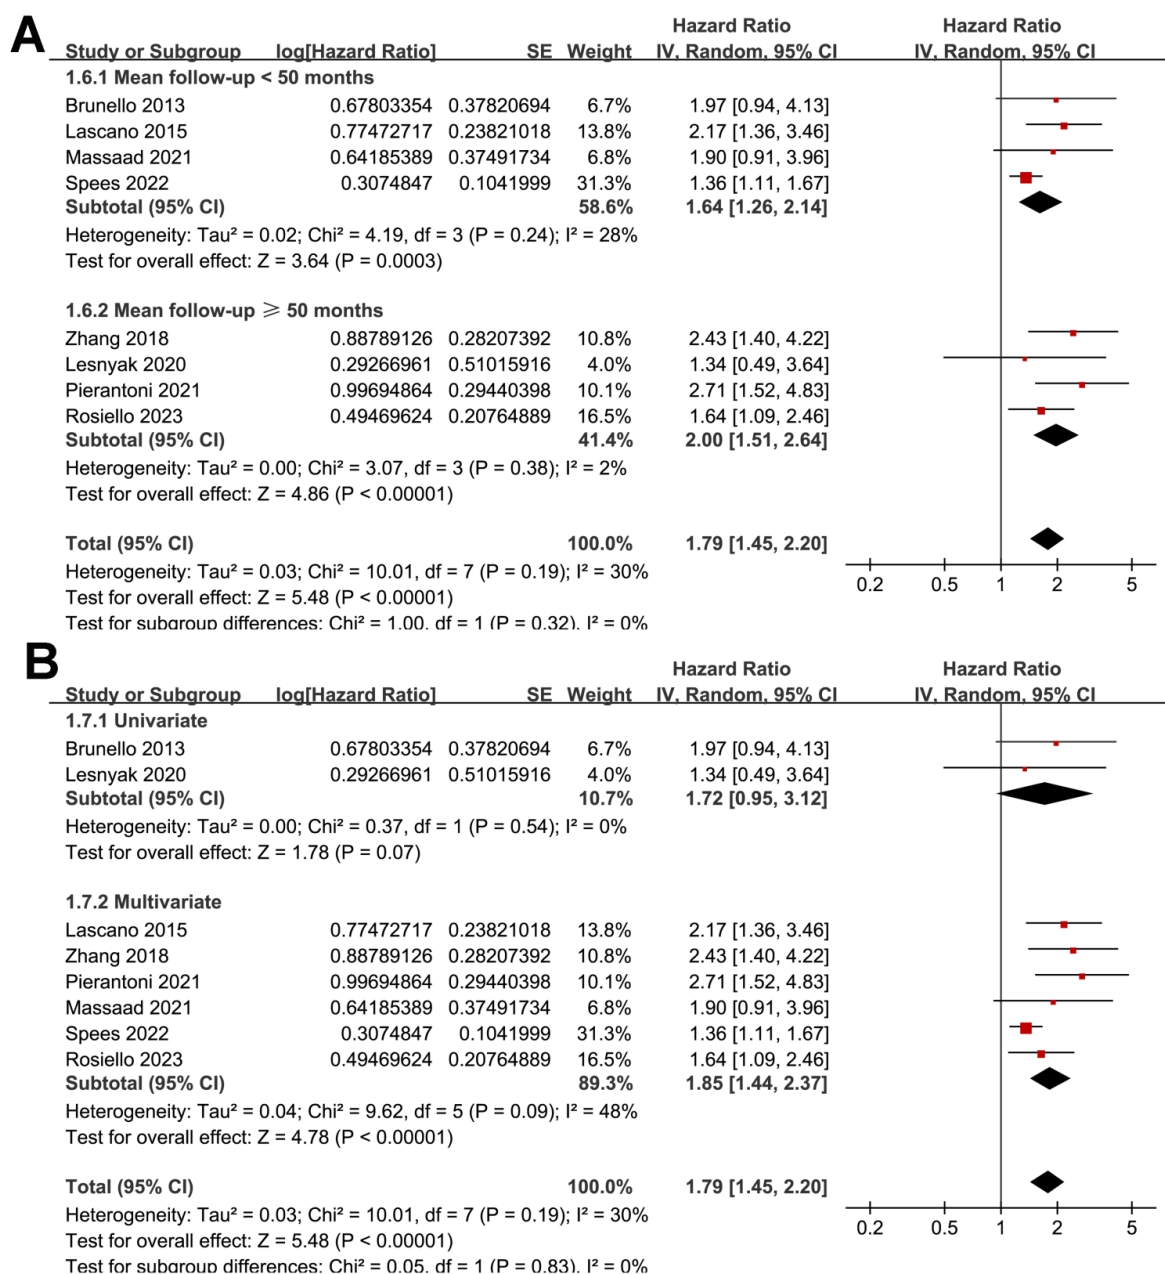 A
Hazard Ratio Hazard Ratio
Study or Subgroup log[Hazard Ratio] SE Weight IV, Random, 95% CI IV, Random, 95% CI
1.6.1 Mean follow-up < 50 months
Brunello 2013 0.67803354 0.37820694 6.7% 1.97 [0.94, 4.13]
Lascano 2015 0.77472717 0.23821018 13.8% 2.17 [1.36, 3.46]
Massaad 2021 0.64185389 0.37491734 6.8% 1.90 [0.91, 3.96]
Spees 2022 0.3074847 0.1041999 31.3% 1.36 [1.11, 1.67]
Subtotal (95% CI) 58.6% 1.64 [1.26, 2.14]
Heterogeneity: Tau² = 0.02; Chi² = 4.19, df = 3 (P = 0.24); I² = 28%
Test for overall effect: Z = 3.64 (P = 0.0003)
1.6.2 Mean follow-up ⩾ 50 months
Zhang 2018 0.88789126 0.28207392 10.8% 2.43 [1.40, 4.22]
Lesnyak 2020 0.29266961 0.51015916 4.0% 1.34 [0.49, 3.64]
Pierantoni 2021 0.99694864 0.29440398 10.1% 2.71 [1.52, 4.83]
Rosiello 2023 0.49469624 0.20764889 16.5% 1.64 [1.09, 2.46]
Subtotal (95% CI) 41.4% 2.00 [1.51, 2.64]
Heterogeneity: Tau² = 0.00; Chi² = 3.07, df = 3 (P = 0.38); I² = 2%
Test for overall effect: Z = 4.86 (P < 0.00001)
Total (95% CI) 100.0% 1.79 [1.45, 2.20]
Heterogeneity: Tau² = 0.03; Chi² = 10.01, df = 7 (P = 0.19); I² = 30%
Test for overall effect: Z = 5.48 (P < 0.00001)
Test for subgroup differences: Chi² = 1.00, df = 1 (P = 0.32), I² = 0%
0.2 0.5 1 2 5
B
Hazard Ratio Hazard Ratio
Study or Subgroup log[Hazard Ratio] SE Weight IV, Random, 95% CI IV, Random, 95% CI
1.7.1 Univariate
Brunello 2013 0.67803354 0.37820694 6.7% 1.97 [0.94, 4.13]
Lesnyak 2020 0.29266961 0.51015916 4.0% 1.34 [0.49, 3.64]
Subtotal (95% CI) 10.7% 1.72 [0.95, 3.12]
Heterogeneity: Tau² = 0.00; Chi² = 0.37, df = 1 (P = 0.54); I² = 0%
Test for overall effect: Z = 1.78 (P = 0.07)
1.7.2 Multivariate
Lascano 2015 0.77472717 0.23821018 13.8% 2.17 [1.36, 3.46]
Zhang 2018 0.88789126 0.28207392 10.8% 2.43 [1.40, 4.22]
Pierantoni 2021 0.99694864 0.29440398 10.1% 2.71 [1.52, 4.83]
Massaad 2021 0.64185389 0.37491734 6.8% 1.90 [0.91, 3.96]
Spees 2022 0.3074847 0.1041999 31.3% 1.36 [1.11, 1.67]
Rosiello 2023 0.49469624 0.20764889 16.5% 1.64 [1.09, 2.46]
Subtotal (95% CI) 89.3% 1.85 [1.44, 2.37]
Heterogeneity: Tau² = 0.04; Chi² = 9.62, df = 5 (P = 0.09); I² = 48%
Test for overall effect: Z = 4.78 (P < 0.00001)
Total (95% CI) 100.0% 1.79 [1.45, 2.20]
Heterogeneity: Tau² = 0.03; Chi² = 10.01, df = 7 (P = 0.19); I² = 30%
Test for overall effect: Z = 5.48 (P < 0.00001)
Test for subgroup differences: Chi² = 0.05, df = 1 (P = 0.83), I² = 0%
0.2 0.5 1 2 5